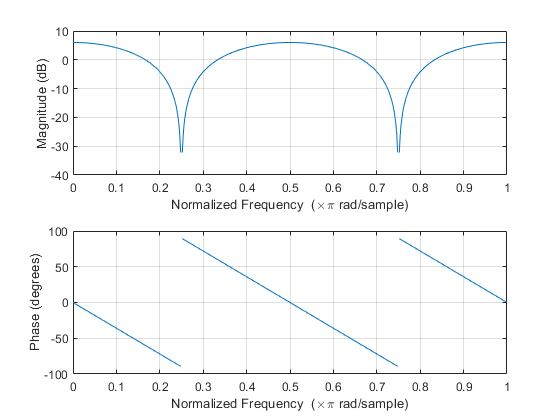 10
0
-10
-20
-30
-40
Magnitude (dB)
0 0.1 0.2 0.3 0.4 0.5 0.6 0.7 0.8 0.9 1
Normalized Frequency (×π rad/sample)
100
50
0
-50
-100
Phase (degrees)
0 0.1 0.2 0.3 0.4 0.5 0.6 0.7 0.8 0.9 1
Normalized Frequency (×π rad/sample)